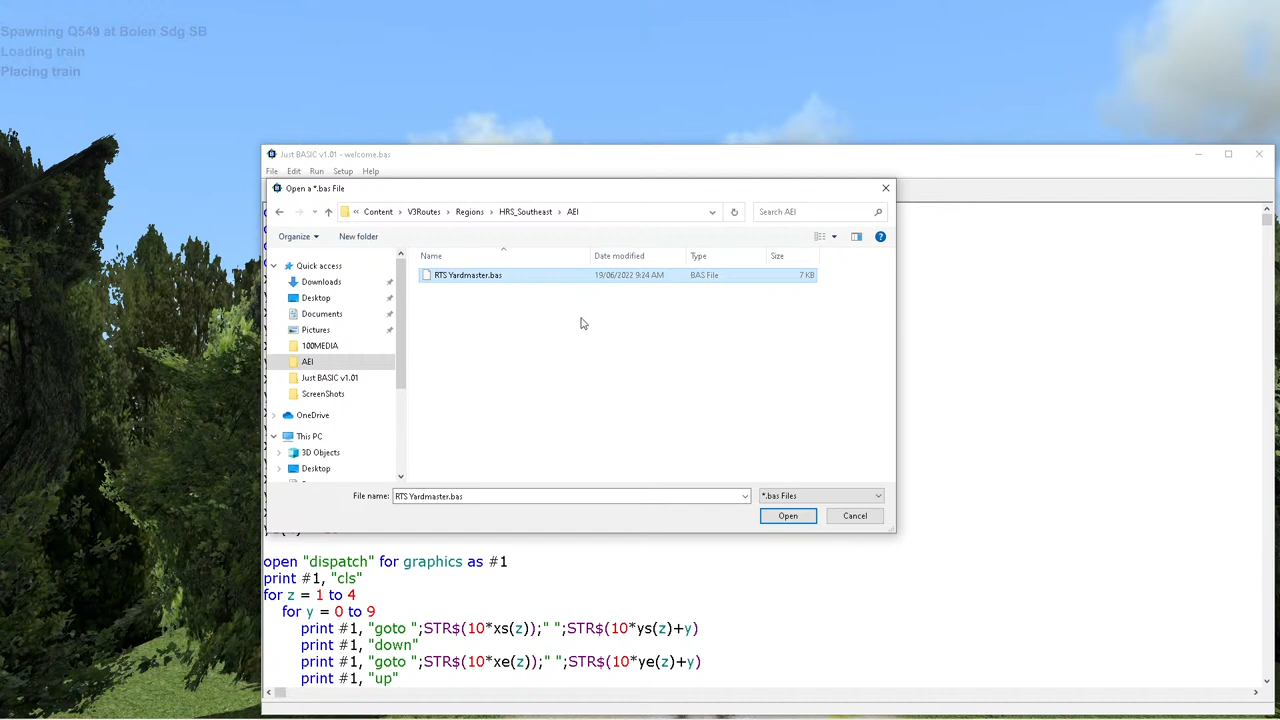 Spawning Q549 at Bolen Sdg SB
Loading train
Placing train
Just BASIC v1.01 - welcome.bas
File Edit Run Setup Help
Open a *.bas File
« Content › V3Routes › Regions › HRS_Southeast › AEI
Search AEI
Organize New folder
Name Date modified Type Size
RTS Yardmaster.bas 19/06/2022 9:24 AM BAS File 7 KB
Quick access
Downloads
Desktop
Documents
Pictures
100MEDIA
AEI
Just BASIC v1.01
ScreenShots
OneDrive
This PC
3D Objects
Desktop
File name: RTS Yardmaster.bas *.bas Files
Open Cancel
open "dispatch" for graphics as #1
print #1, "cls"
for z = 1 to 4
for y = 0 to 9
print #1, "goto ";STR$(10*xs(z));" ";STR$(10*ys(z)+y)
print #1, "down"
print #1, "goto ";STR$(10*xe(z));" ";STR$(10*ye(z)+y)
print #1, "up"